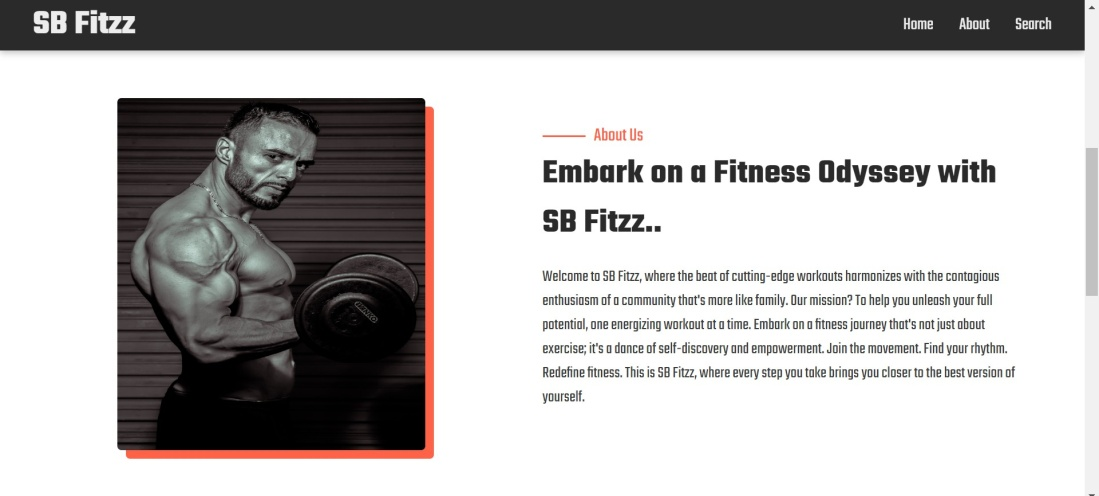 SB Fitzz
Home About Search
About Us
Embark on a Fitness Odyssey with
SB Fitzz..
Welcome to SB Fitzz, where the beat of cutting-edge workouts harmonizes with the contagious
enthusiasm of a community that's more like family. Our mission? To help you unleash your full
potential, one energizing workout at a time. Embark on a fitness journey that's not just about
exercise; it's a dance of self-discovery and empowerment. Join the movement. Find your rhythm.
Redefine fitness. This is SB Fitzz, where every step you take brings you closer to the best version of
yourself.